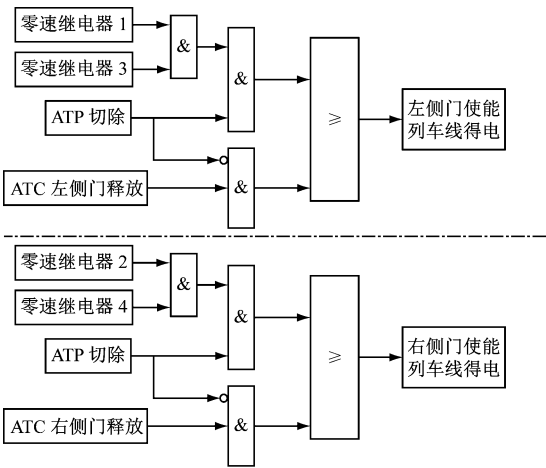 零速继电器 1
&
零速继电器 3
&
ATP 切除
≥
左侧门使能
列车线得电
ATC 左侧门释放
&
零速继电器 2
&
零速继电器 4
&
ATP 切除
≥
右侧门使能
列车线得电
ATC 右侧门释放
&